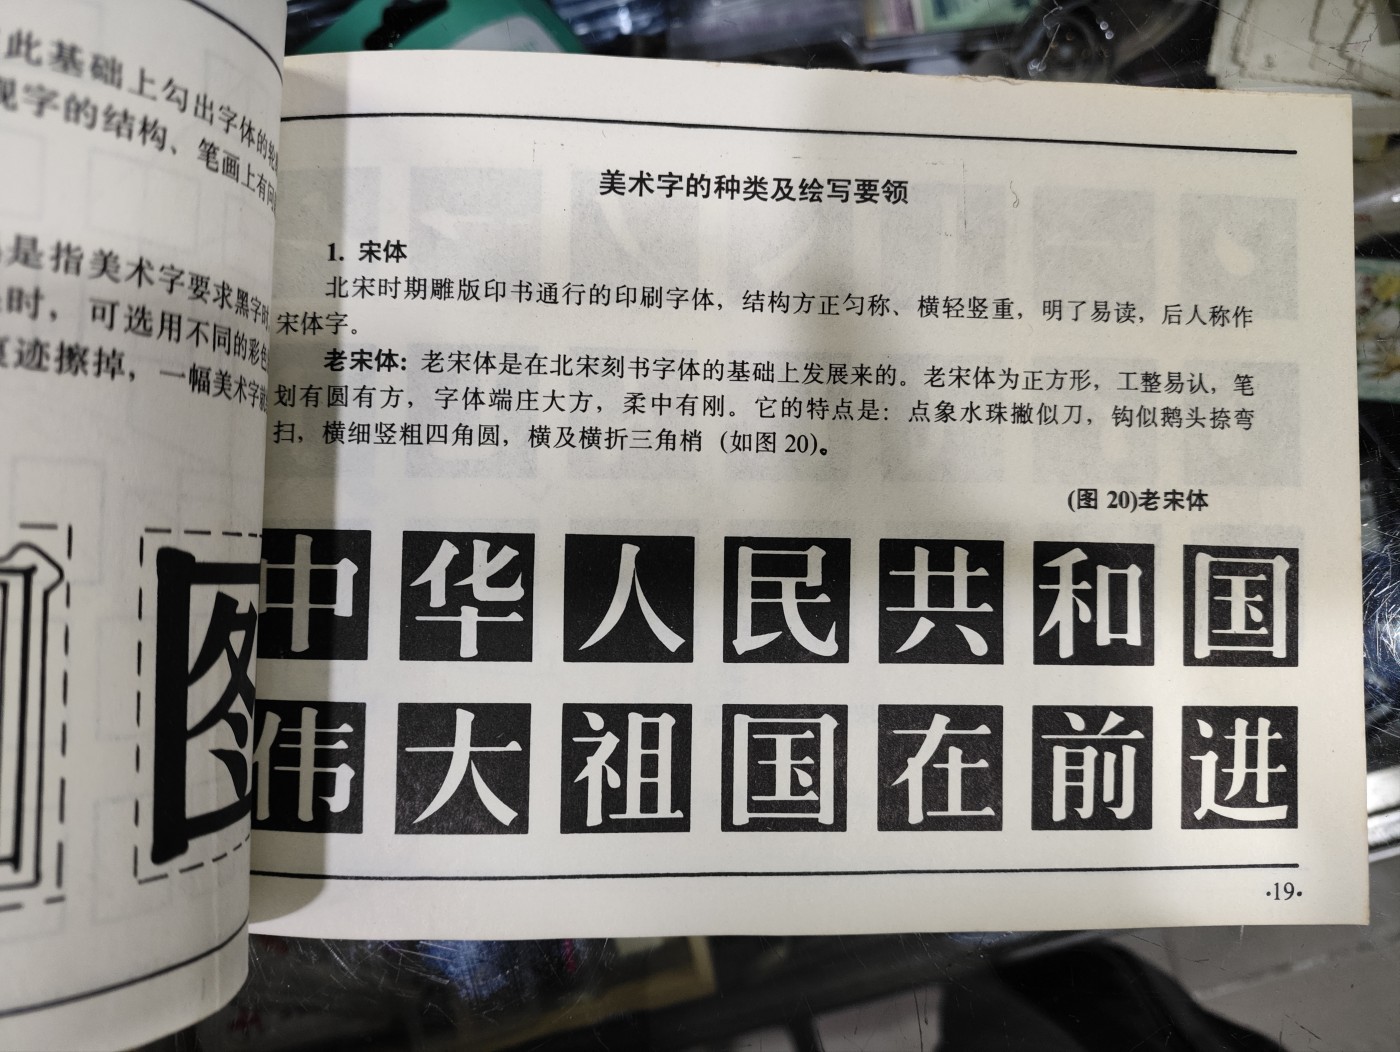 此基础上勾出字体的轮
字的结构、笔画上有
是指美术字要求黑字时
时，可选用不同的彩色
迹擦掉，一幅美术字
图
美术字的种类及绘写要领
1. 宋体
北宋时期雕版印书通行的印刷字体，结构方正匀称、横轻竖重，明了易读，后人称作
宋体字。
老宋体：老宋体是在北宋刻书字体的基础上发展来的。老宋体为正方形，工整易认，笔
划有圆有方，字体端庄大方，柔中有刚。它的特点是：点象水珠撇似刀，钩似鹅头捺弯
扫，横细竖粗四角圆，横及横折三角梢（如图 20）。
(图 20)老宋体
中华人民共和国
伟大祖国在前进
·19·